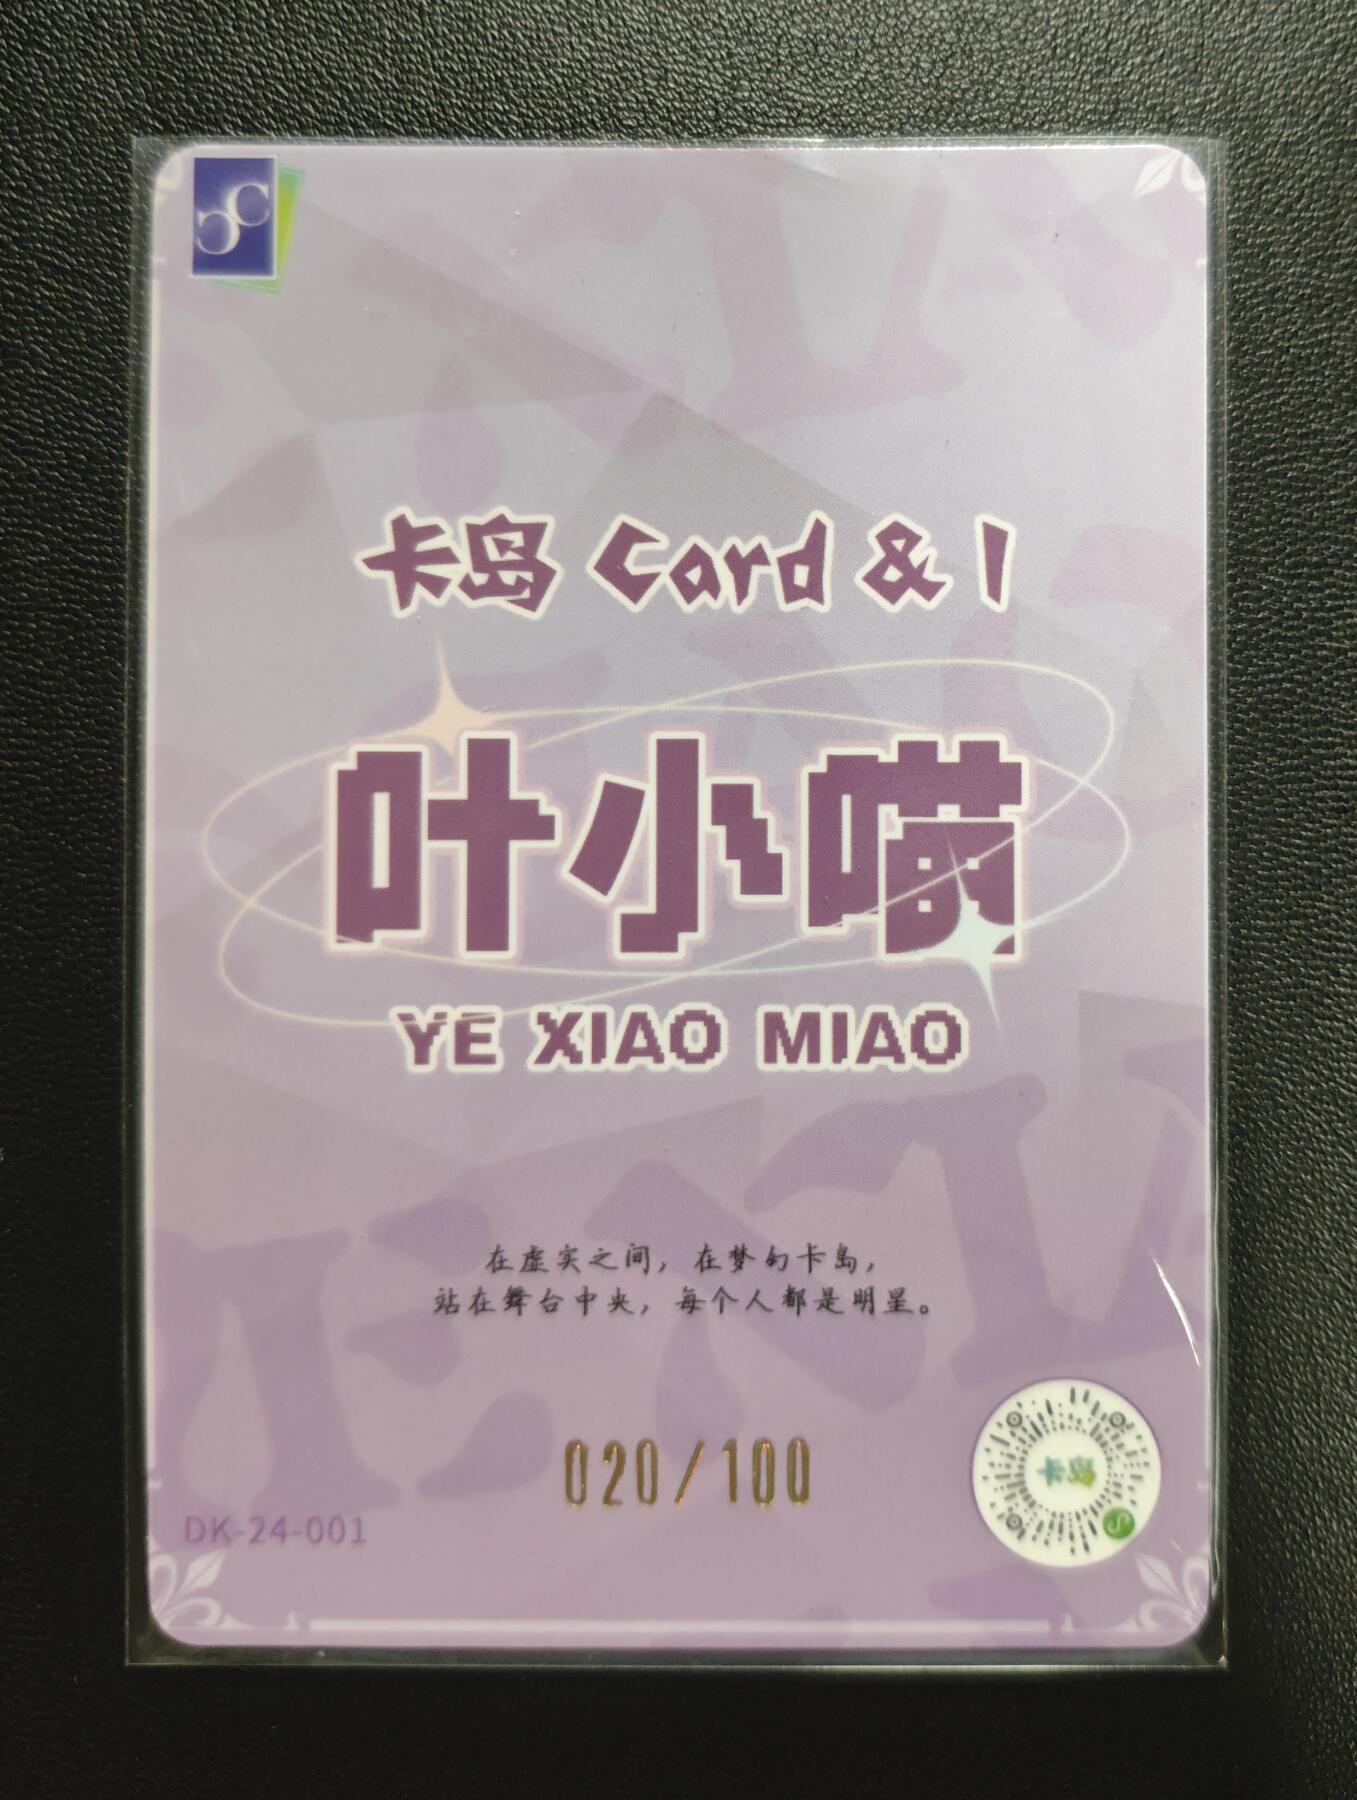 卡岛 Card & I
叶小喵
YE XIAO MIAO
在虚实之间，在梦幻卡岛，
站在舞台中央，每个人都是明星。
020/100
卡岛
DK-24-001